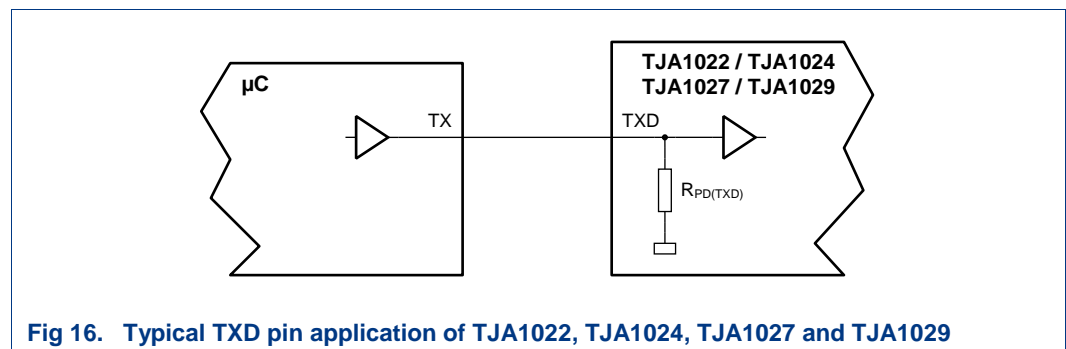 TJA1022 / TJA1024
µC
TJA1027 / TJA1029
TX
TXD
RPD(TXD)
Fig 16. Typical TXD pin application of TJA1022, TJA1024, TJA1027 and TJA1029